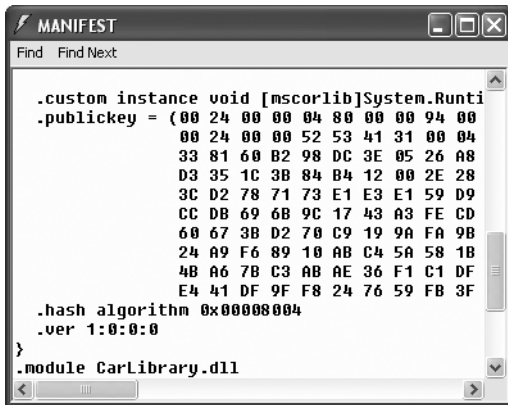 MANIFEST
Find Find Next
.custom instance void [mscorlib]System.Runti
.publickey = (00 24 00 00 04 80 00 00 94 00
00 24 00 00 52 53 41 31 00 04
33 81 60 B2 98 DC 3E 05 26 A8
D3 35 1C 3B 84 B4 12 00 2E 28
3C D2 78 71 73 E1 E3 E1 59 D9
CC DB 69 6B 9C 17 43 A3 FE CD
60 67 3B D2 70 C9 19 9A FA 9B
24 A9 F6 89 10 AB C4 5A 58 1B
4B A6 7B C3 AB AE 36 F1 C1 DF
E4 41 DF 9F F8 24 76 59 FB 3F
.hash algorithm 0x00008004
.ver 1:0:0:0
}
.module CarLibrary.dll